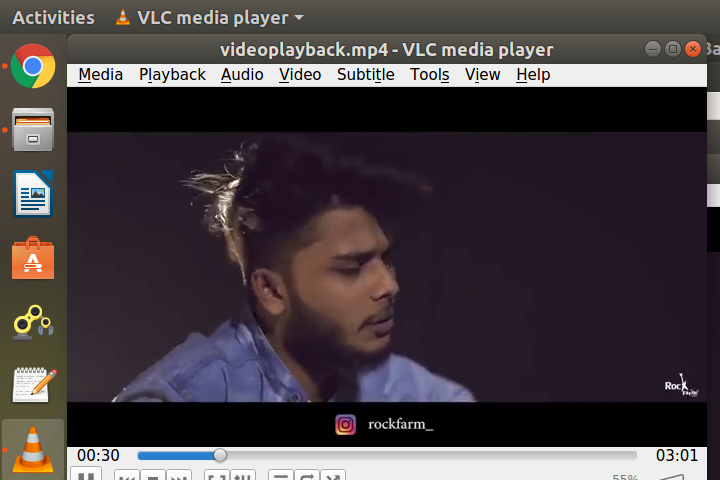 Activities VLC media player
videoplayback.mp4 - VLC media player
Media Playback Audio Video Subtitle Tools View Help
Rock
rockfarm_
00:30 03:01
55%